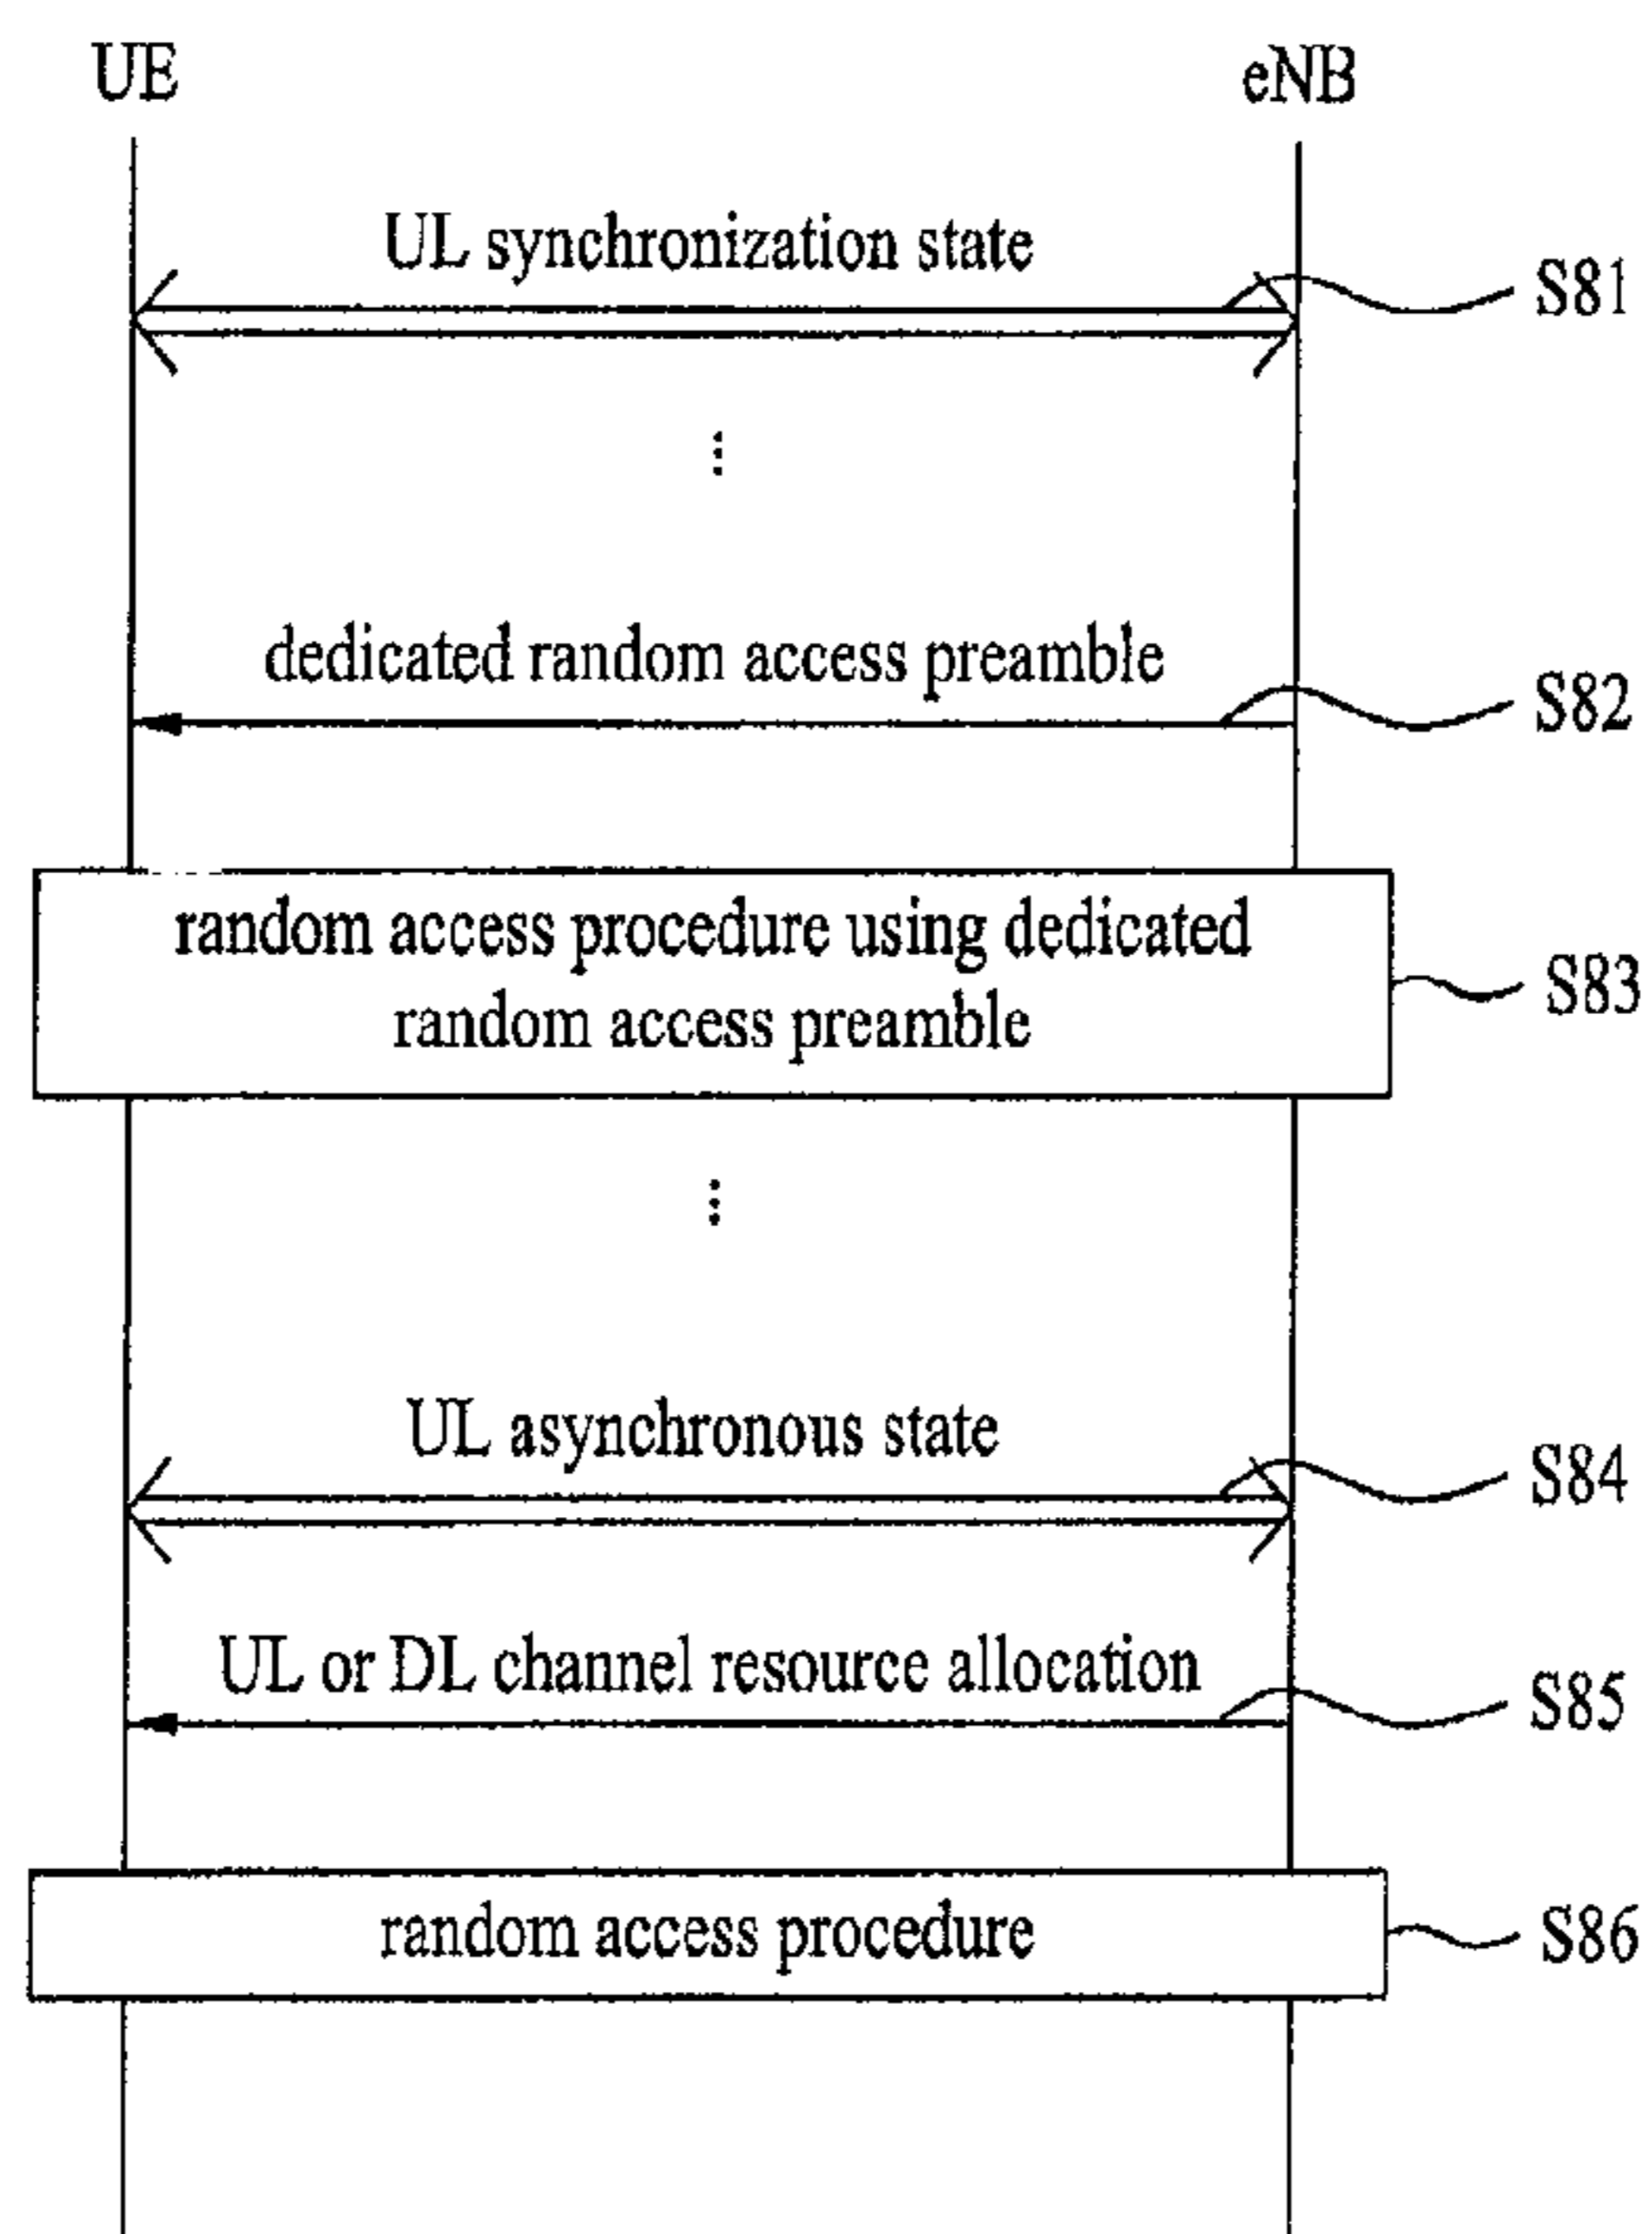 UE
eNB
UL synchronization state
S81
dedicated random access preamble
S82
random access procedure using dedicated
random access preamble
S83
UL asynchronous state
S84
UL or DL channel resource allocation
S85
random access procedure
S86